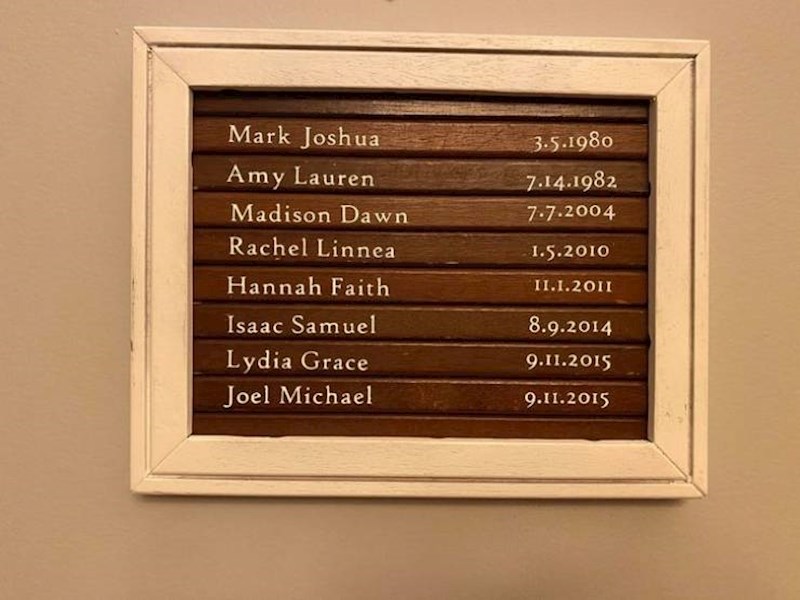 Mark Joshua 3.5.1980
Amy Lauren 7.14.1982
Madison Dawn 7.7.2004
Rachel Linnea 1.5.2010
Hannah Faith 11.1.2011
Isaac Samuel 8.9.2014
Lydia Grace 9.11.2015
Joel Michael 9.11.2015